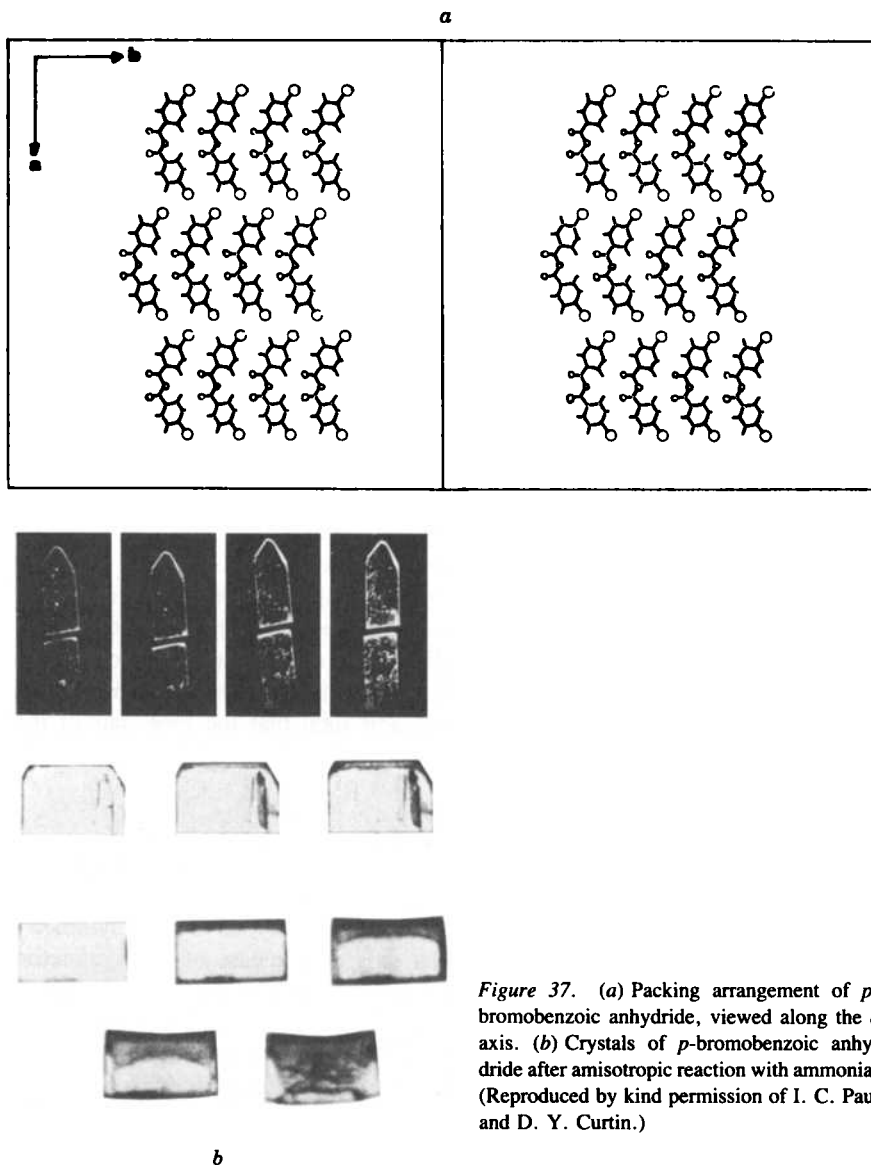 a
b
a
Figure 37. (a) Packing arrangement of p
bromobenzoic anhydride, viewed along the
axis. (b) Crystals of p-bromobenzoic anhy
dride after amisotropic reaction with ammonia
(Reproduced by kind permission of I. C. Pau
and D. Y. Curtin.)
b